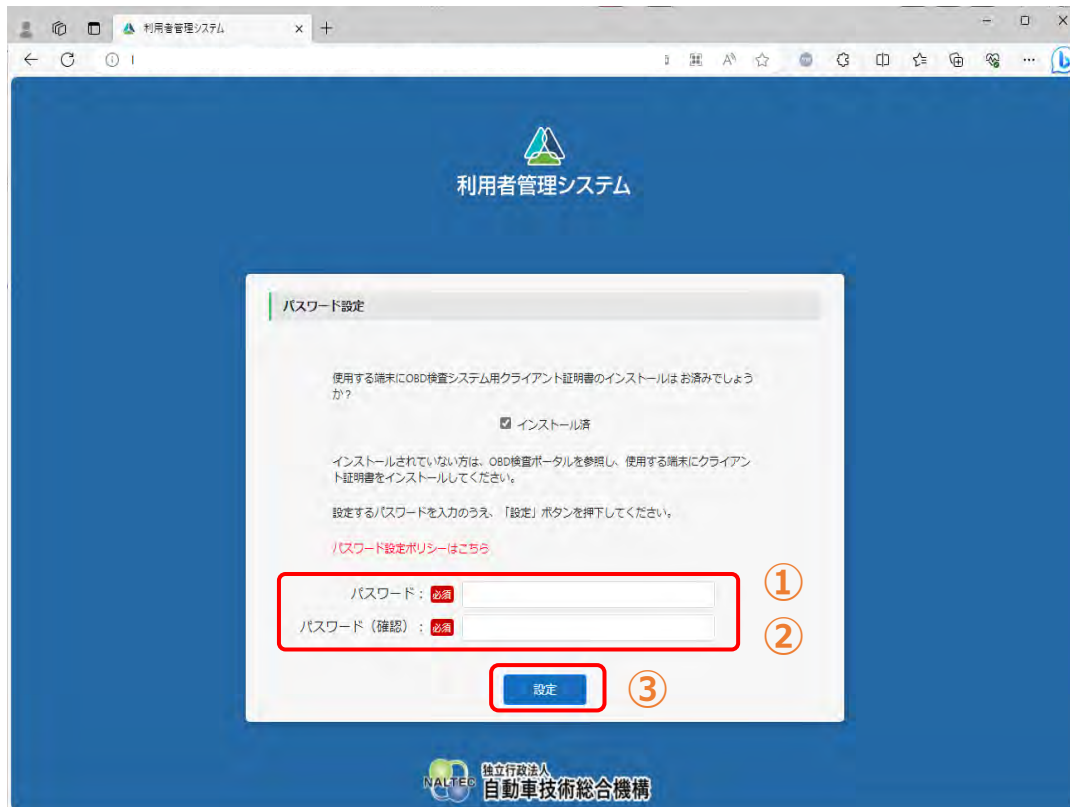 利用者管理システム
利用者管理システム
パスワード設定
使用する端末にOBD検査システム用クライアント証明書のインストールは お済みでしょう
か?
インストール済
インストールされていない方は、OBD検査ポータルを参照し、使用する端末にクライアン
ト証明書をインストールしてください。
設定するパスワードを入力のうえ、「設定」ボタンを押下してください。
パスワード設定ポリシーはこちら
パスワード: 必須
①
パスワード(確認): 必須
②
設定
③
NALTEC 独立行政法人
自動車技術総合機構